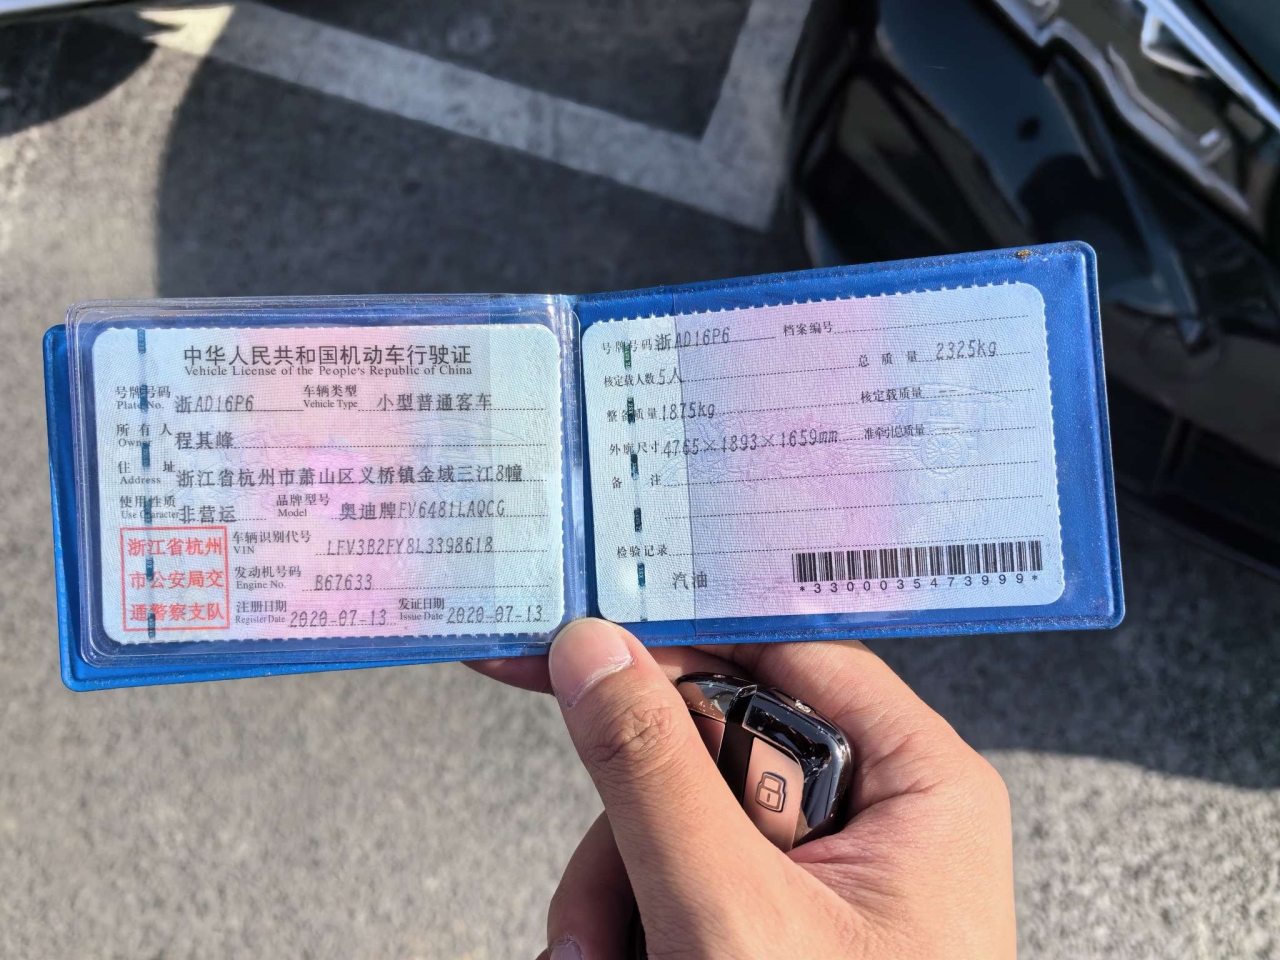 中华人民共和国机动车行驶证
Vehicle License of the People's Republic of China
号牌号码 浙AD16P6 车辆类型 小型普通客车
Plate No. Vehicle Type
所有人 程其峰
Owner
住址 浙江省杭州市萧山区义桥镇金域三江8幢
Address
使用性质 非营运 品牌型号 奥迪牌FV6481LAQCG
Use Character Model
浙江省杭州
市公安局交
通警察支队
车辆识别代号 LFV3B2FY8L3398618
VIN
发动机号码 B67633
Engine No.
注册日期 2020-07-13 发证日期 2020-07-13
Register Date Issue Date
号牌号码 浙AD16P6 档案编号
核定载人数 5人 总质量 2325kg
整备质量 1875kg 核定载质量 --
外廓尺寸 4765×1893×1659mm 准牵引总质量 --
备注
检验记录
汽油
*3300035473999*